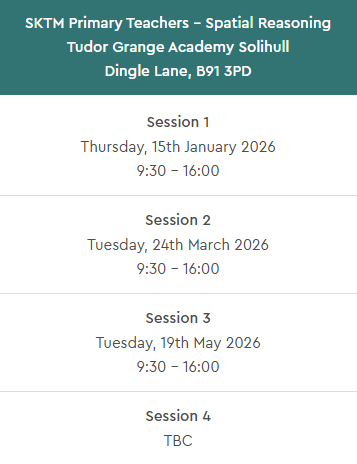 SKTM Primary Teachers – Spatial Reasoning
Tudor Grange Academy Solihull
Dingle Lane, B91 3PD
Session 1
Thursday, 15th January 2026
9:30 – 16:00
Session 2
Tuesday, 24th March 2026
9:30 – 16:00
Session 3
Tuesday, 19th May 2026
9:30 – 16:00
Session 4
TBC